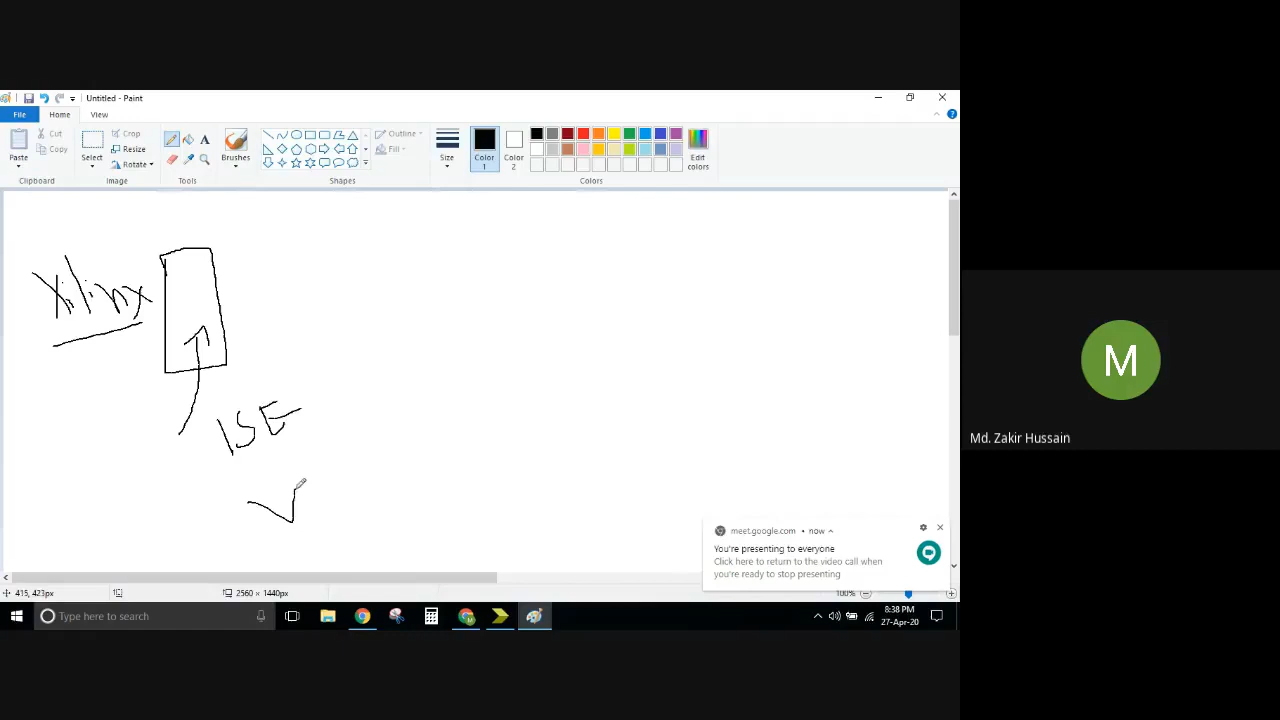 Untitled - Paint
File Home View
Paste
Cut
Copy
Clipboard
Select
Crop
Resize
Rotate
Image
Tools
Brushes
Outline
Fill
Shapes
Size
Color 1
Color 2
Edit colors
Colors
Xilinx
ISE
V
meet.google.com • now
You're presenting to everyone
Click here to return to the video call when
you're ready to stop presenting
415, 423px
2560 × 1440px
100%
Type here to search
8:38 PM
27-Apr-20
M
Md. Zakir Hussain